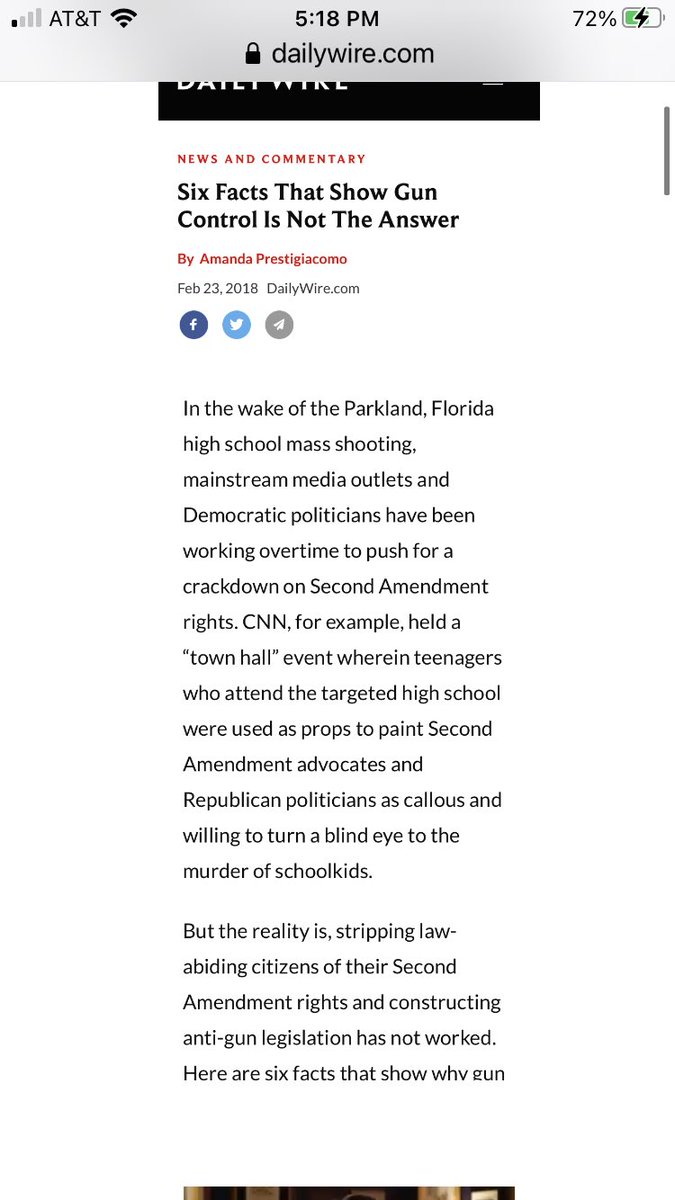 AT&T 5:18 PM 72%
dailywire.com
DAILY WIRE
NEWS AND COMMENTARY
Six Facts That Show Gun
Control Is Not The Answer
By Amanda Prestigiacomo
Feb 23, 2018 DailyWire.com
In the wake of the Parkland, Florida
high school mass shooting,
mainstream media outlets and
Democratic politicians have been
working overtime to push for a
crackdown on Second Amendment
rights. CNN, for example, held a
“town hall” event wherein teenagers
who attend the targeted high school
were used as props to paint Second
Amendment advocates and
Republican politicians as callous and
willing to turn a blind eye to the
murder of schoolkids.
But the reality is, stripping law-
abiding citizens of their Second
Amendment rights and constructing
anti-gun legislation has not worked.
Here are six facts that show why gun